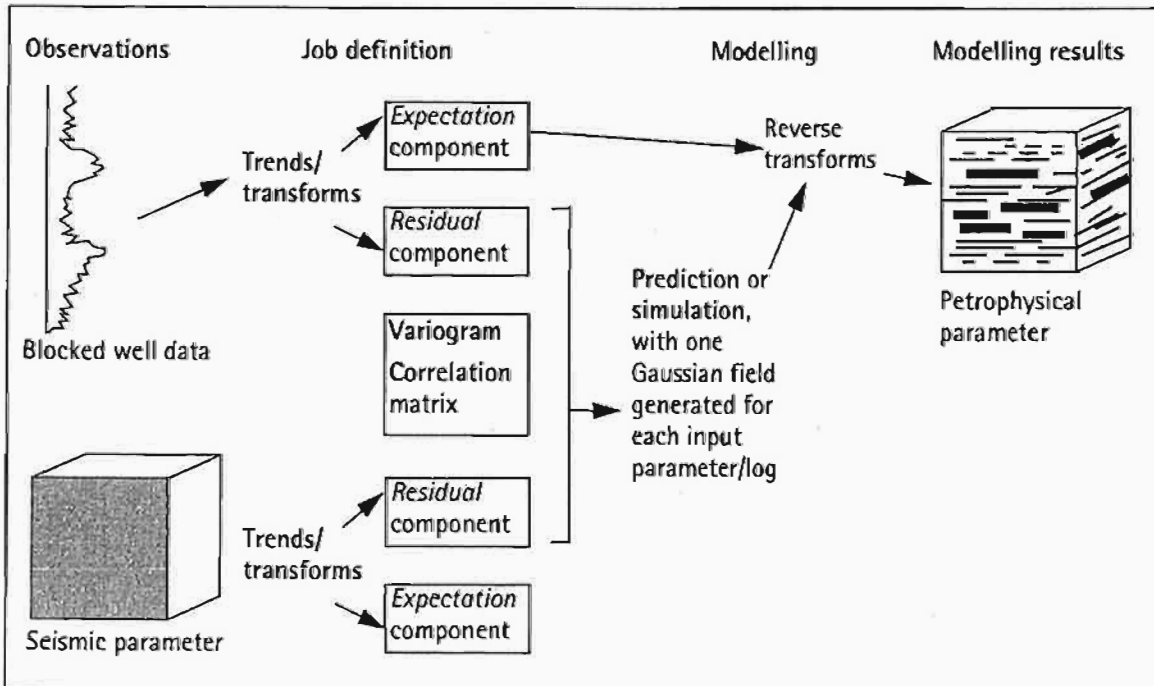 Observations
Job definition
Modelling
Modelling results
Expectation
component
Trends/
transforms
Residual
component
Reverse
transforms
Blocked well data
Variogram
Correlation
matrix
Prediction or
simulation,
with one
Gaussian field
generated for
each input
parameter/log
Petrophysical
parameter
Residual
component
Trends/
transforms
Expectation
component
Seismic parameter